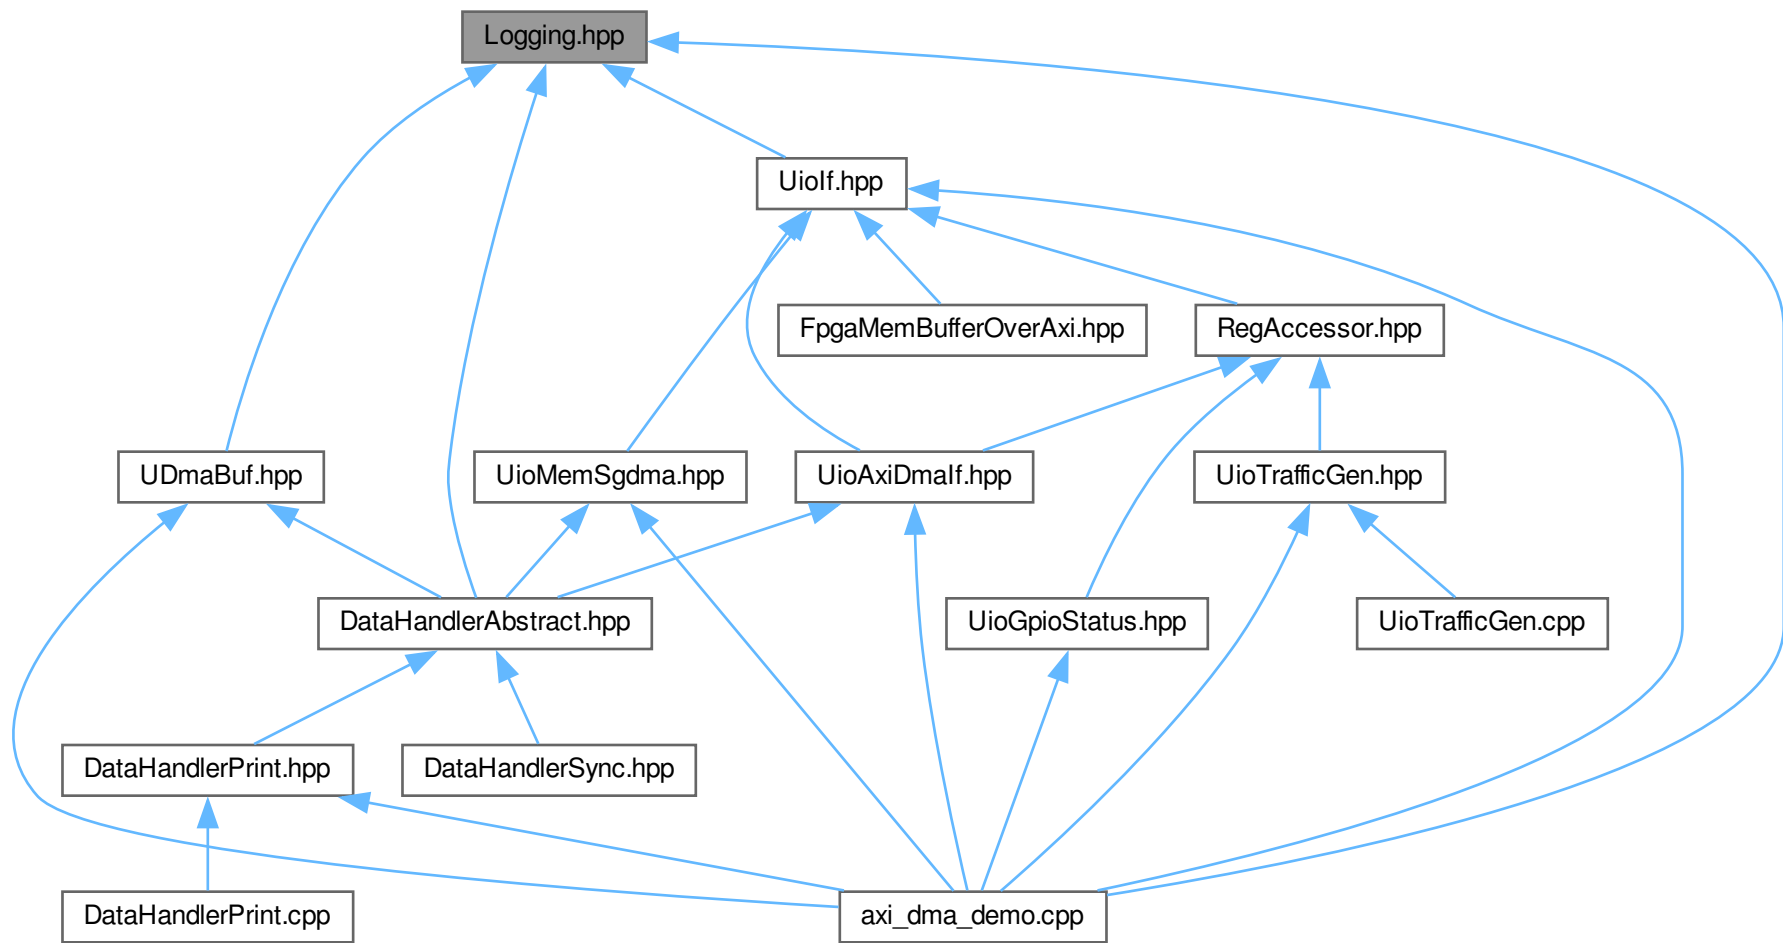 Logging.hpp
UioIf.hpp
FpgaMemBufferOverAxi.hpp
RegAccessor.hpp
UDmaBuf.hpp
UioMemSgdma.hpp
UioAxiDmaIf.hpp
UioTrafficGen.hpp
DataHandlerAbstract.hpp
UioGpioStatus.hpp
UioTrafficGen.cpp
DataHandlerPrint.hpp
DataHandlerSync.hpp
DataHandlerPrint.cpp
axi_dma_demo.cpp